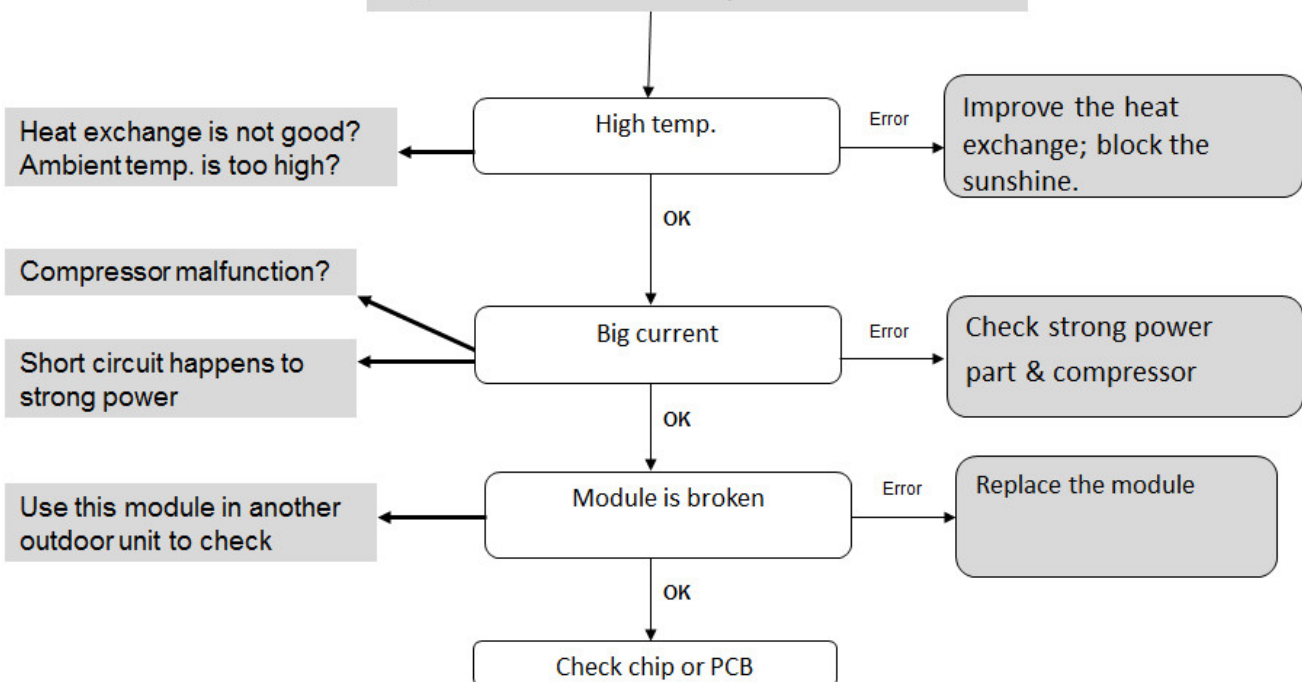 High temp.
Error
Improve the heat
exchange; block the
sunshine.
Heat exchange is not good?
Ambient temp. is too high?
OK
Compressor malfunction?
Big current
Error
Check strong power
part & compressor
Short circuit happens to
strong power
OK
Module is broken
Error
Replace the module
Use this module in another
outdoor unit to check
OK
Check chip or PCB